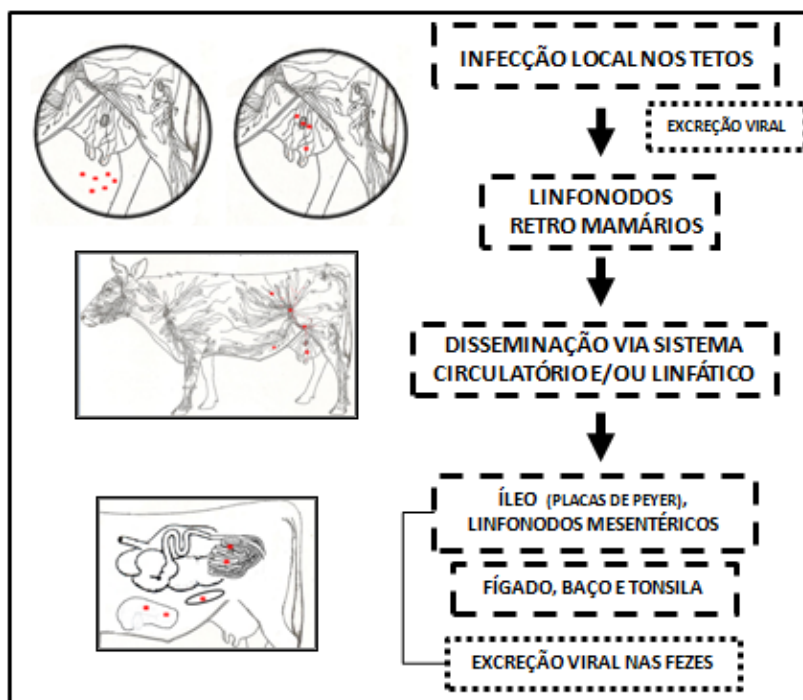 INFECÇÃO LOCAL NOS TETOS
EXCREÇÃO VIRAL
LINFONODOS
RETRO MAMÁRIOS
DISSEMINAÇÃO VIA SISTEMA
CIRCULATÓRIO E/OU LINFÁTICO
ÍLEO (PLACAS DE PEYER),
LINFONODOS MESENTÉRICOS
FÍGADO, BAÇO E TONSILA
EXCREÇÃO VIRAL NAS FEZES